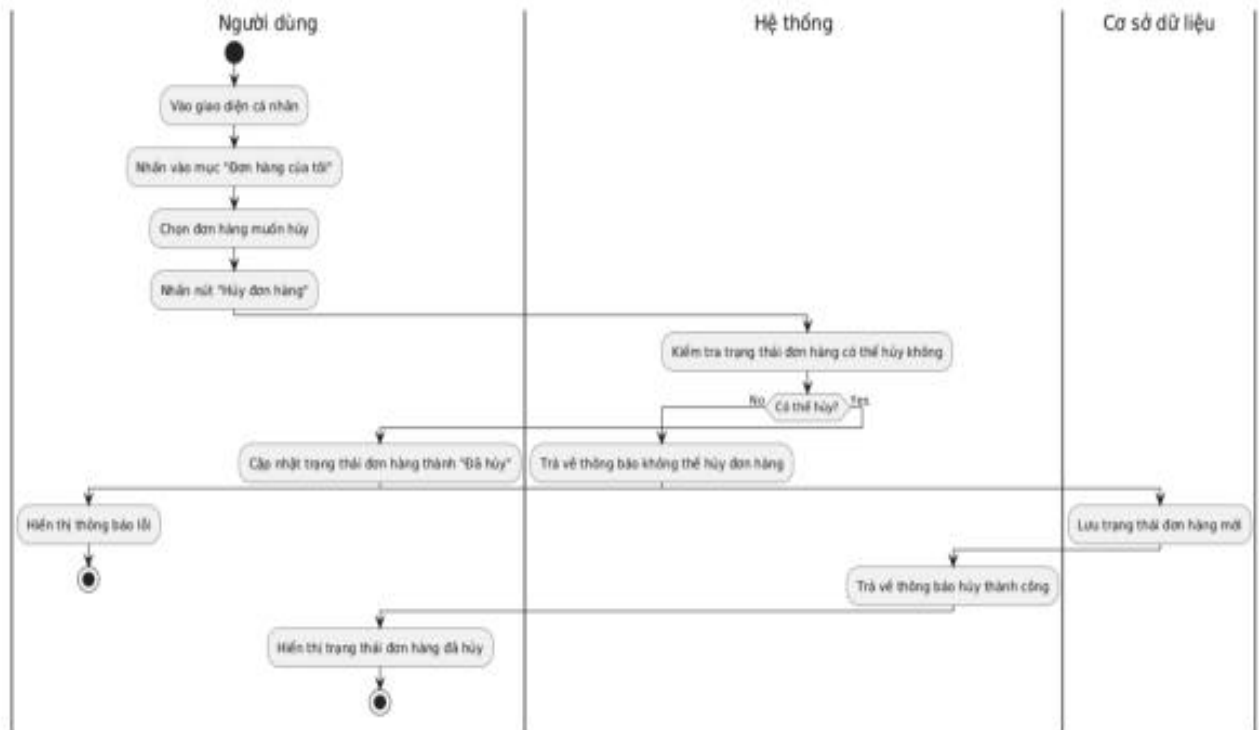 Người dùng
Hệ thống
Cơ sở dữ liệu
Vào giao diện cá nhân
Nhấn vào mục "Đơn hàng của tôi"
Chọn đơn hàng muốn hủy
Nhấn nút "Hủy đơn hàng"
Kiểm tra trạng thái đơn hàng có thể hủy không
No
Có thể hủy?
Yes
Cập nhật trạng thái đơn hàng thành "Đã hủy"
Trả về thông báo không thể hủy đơn hàng
Hiển thị thông báo lỗi
Lưu trạng thái đơn hàng mới
Trả về thông báo hủy thành công
Hiển thị trạng thái đơn hàng đã hủy